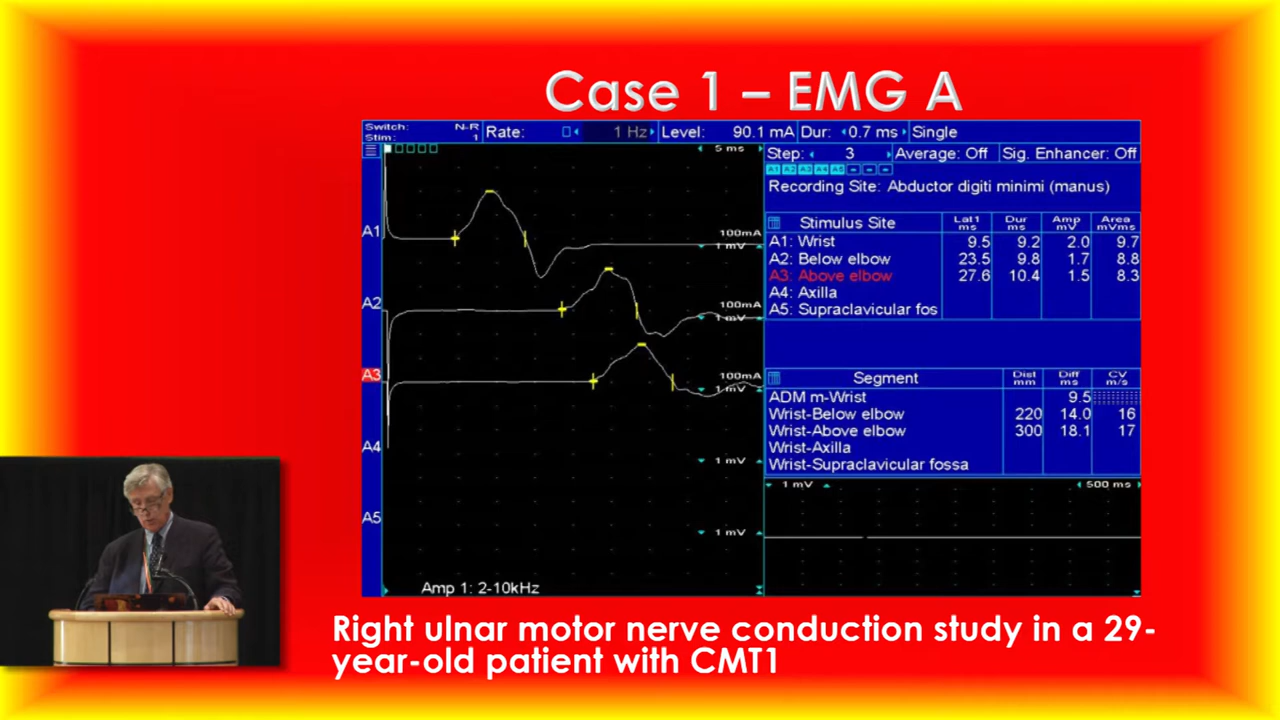 Case 1 – EMG A
Switch: N-R
Stim: 1
Rate: 1 Hz
Level: 90.1 mA
Dur: 0.7 ms
Single
5 ms
Step: 3
Average: Off
Sig. Enhancer: Off
A1 A2 A3 A4 A5
Recording Site: Abductor digiti minimi (manus)
A1
100mA
1 mV
A2
100mA
1 mV
A3
100mA
1 mV
A4
1 mV
A5
1 mV
Amp 1: 2-10kHz
Stimulus Site Lat1 ms Dur ms Amp mV Area mVms
A1: Wrist 9.5 9.2 2.0 9.7
A2: Below elbow 23.5 9.8 1.7 8.8
A3: Above elbow 27.6 10.4 1.5 8.3
A4: Axilla
A5: Supraclavicular fos
Segment Dist mm Diff ms CV m/s
ADM m-Wrist 9.5
Wrist-Below elbow 220 14.0 16
Wrist-Above elbow 300 18.1 17
Wrist-Axilla
Wrist-Supraclavicular fossa
1 mV 500 ms
Right ulnar motor nerve conduction study in a 29-
year-old patient with CMT1